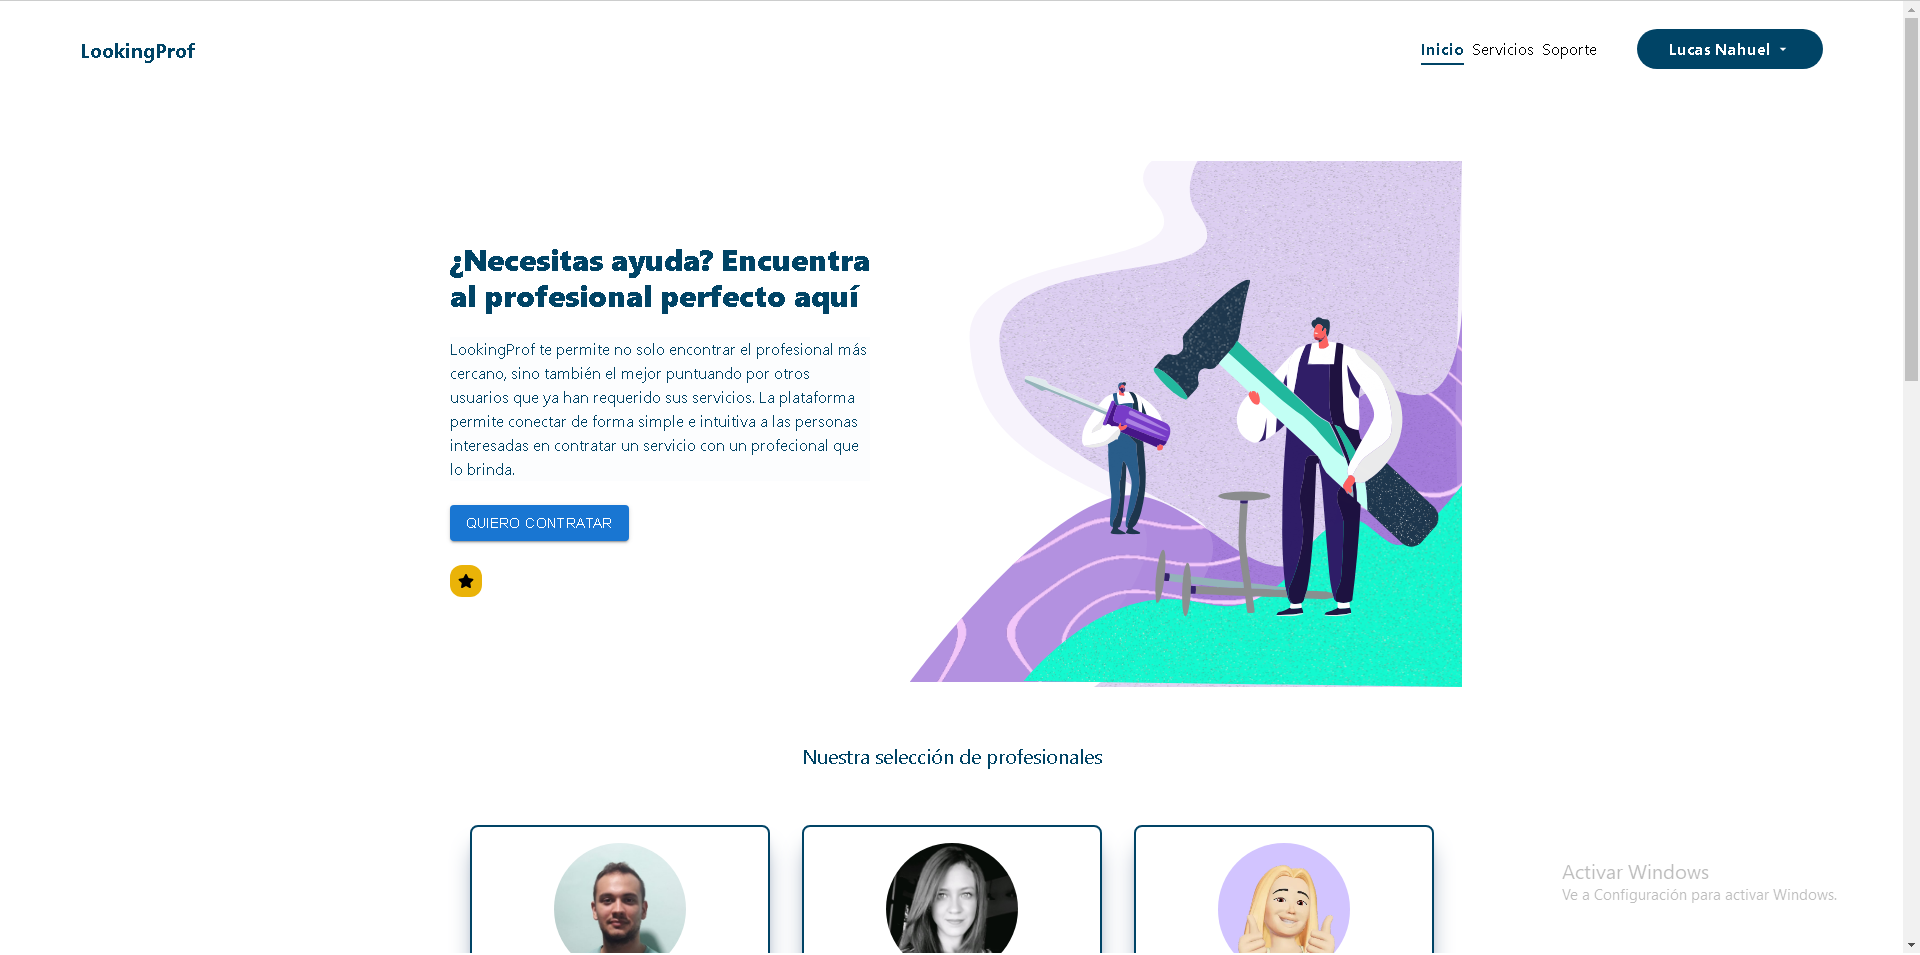 LookingProf
Inicio Servicios Soporte
Lucas Nahuel
¿Necesitas ayuda? Encuentra
al profesional perfecto aquí
LookingProf te permite no solo encontrar el profesional más
cercano, sino también el mejor puntuando por otros
usuarios que ya han requerido sus servicios. La plataforma
permite conectar de forma simple e intuitiva a las personas
interesadas en contratar un servicio con un profecional que
lo brinda.
QUIERO CONTRATAR
Nuestra selección de profesionales
Activar Windows
Ve a Configuración para activar Windows.